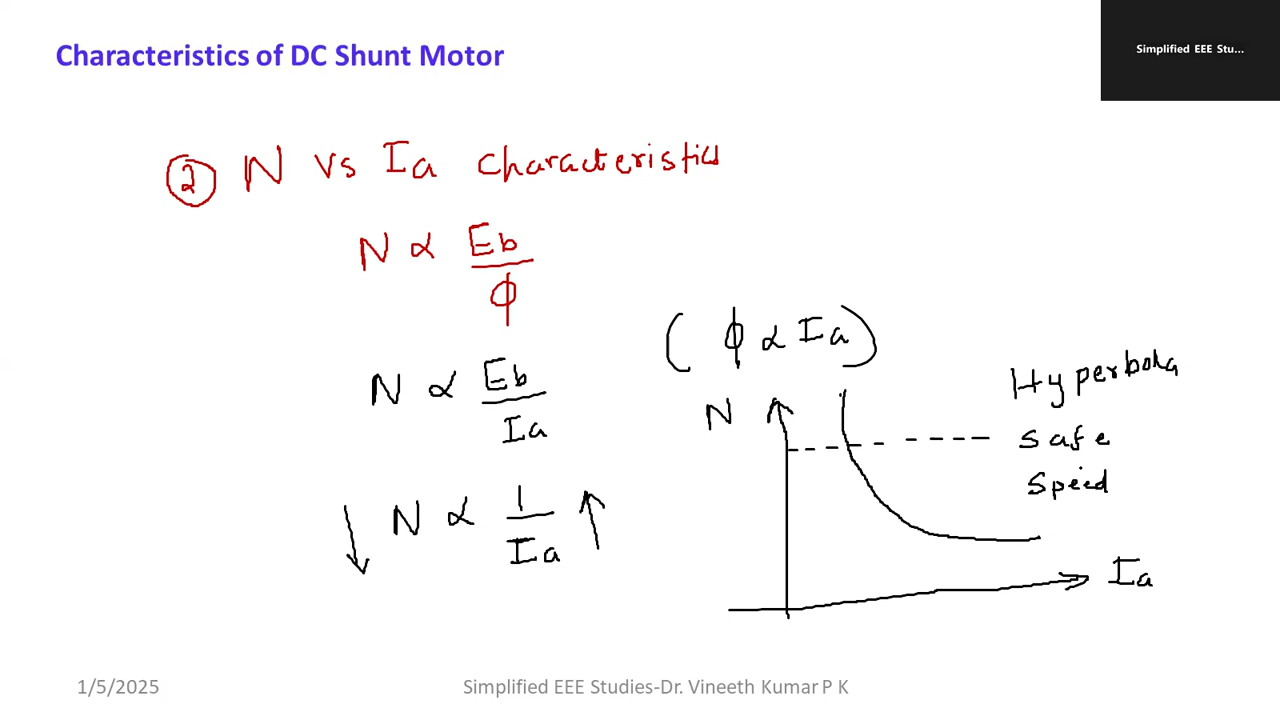 Characteristics of DC Shunt Motor
Simplified EEE Stu...
② N vs Ia characteristics
N ∝ Eb/ϕ
(ϕ ∝ Ia)
N ∝ Eb/Ia
Hyperbola
N
safe
speed
↓ N ∝ 1/Ia ↑
Ia
1/5/2025
Simplified EEE Studies-Dr. Vineeth Kumar P K